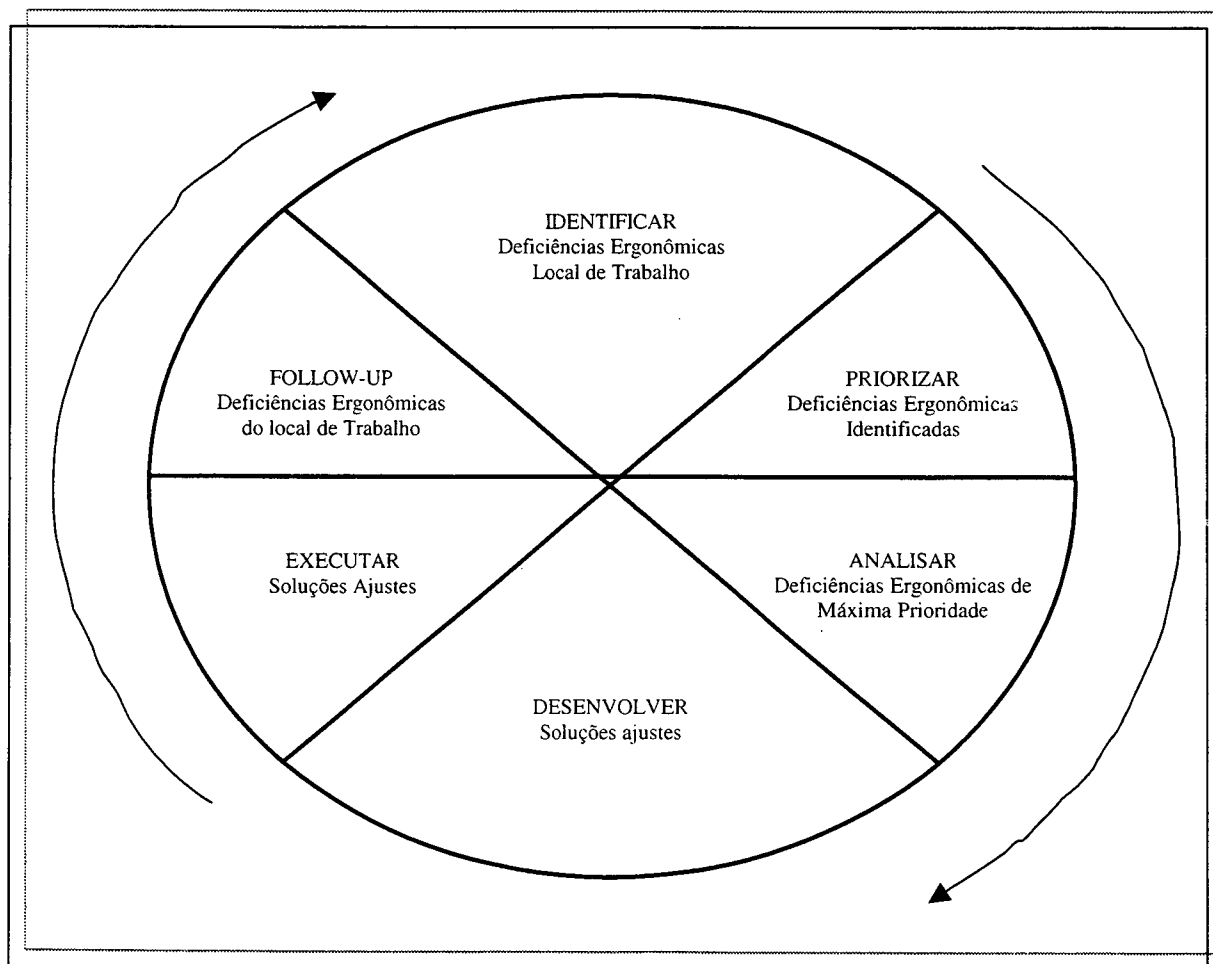 IDENTIFICAR
Deficiências Ergonômicas
Local de Trabalho
PRIORIZAR
Deficiências Ergonômicas
Identificadas
ANALISAR
Deficiências Ergonômicas de
Máxima Prioridade
DESENVOLVER
Soluções ajustes
EXECUTAR
Soluções Ajustes
FOLLOW-UP
Deficiências Ergonômicas
do local de Trabalho